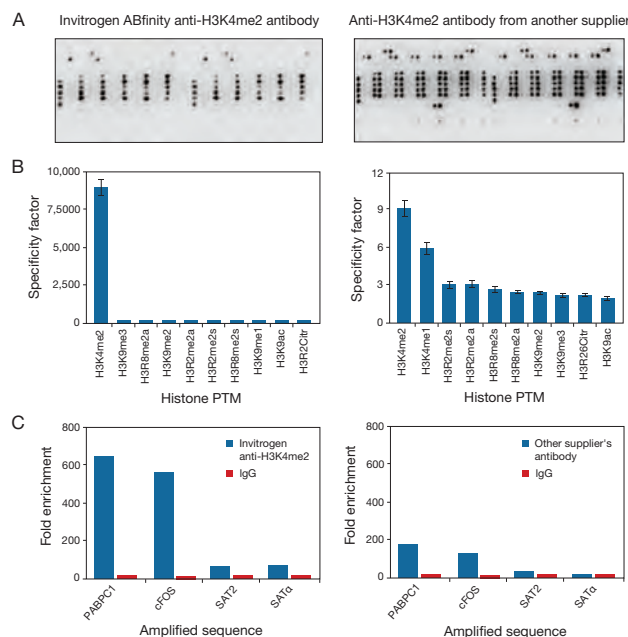 A
Invitrogen ABfinity anti-H3K4me2 antibody
Anti-H3K4me2 antibody from another supplier
B
10,000
7,5000
5,000
2,500
0
Specificity factor
H3K4me2
H3K9me3
H3R8me2a
H3K9me2
H3R2me2a
H3R2me2s
H3R8me2s
H3K9me1
H3K9ac
H3R2Citr
Histone PTM
12
9
6
3
0
Specificity factor
H3K4me2
H3K4me1
H3R2me2s
H3R2me2a
H3R8me2s
H3R8me2a
H3K9me2
H3K9me3
H3R26Citr
H3K9ac
Histone PTM
C
800
600
400
200
0
Fold enrichment
Invitrogen
anti-H3K4me2
IgG
PABPC1
cFOS
SAT2
SATα
Amplified sequence
800
600
400
200
0
Fold enrichment
Other supplier's
antibody
IgG
PABPC1
cFOS
SAT2
SATα
Amplified sequence